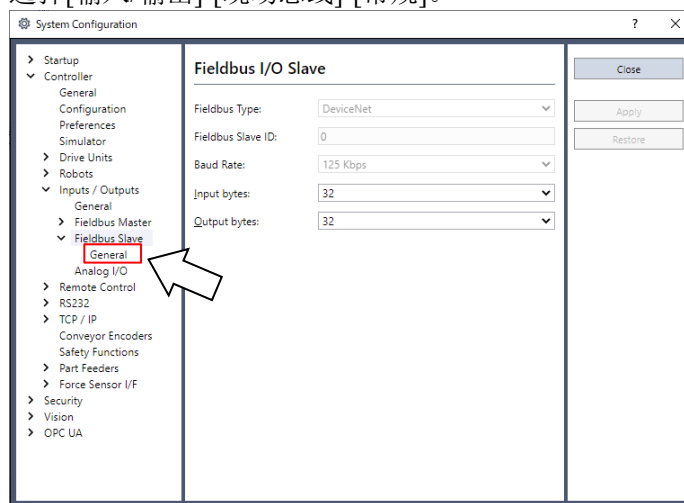 System Configuration
?
Startup
Controller
General
Configuration
Preferences
Simulator
Drive Units
Robots
Inputs / Outputs
General
Fieldbus Master
Fieldbus Slave
General
Analog I/O
Remote Control
RS232
TCP / IP
Conveyor Encoders
Safety Functions
Part Feeders
Force Sensor I/F
Security
Vision
OPC UA
Fieldbus I/O Slave
Fieldbus Type: DeviceNet
Fieldbus Slave ID: 0
Baud Rate: 125 Kbps
Input bytes: 32
Output bytes: 32
Close
Apply
Restore